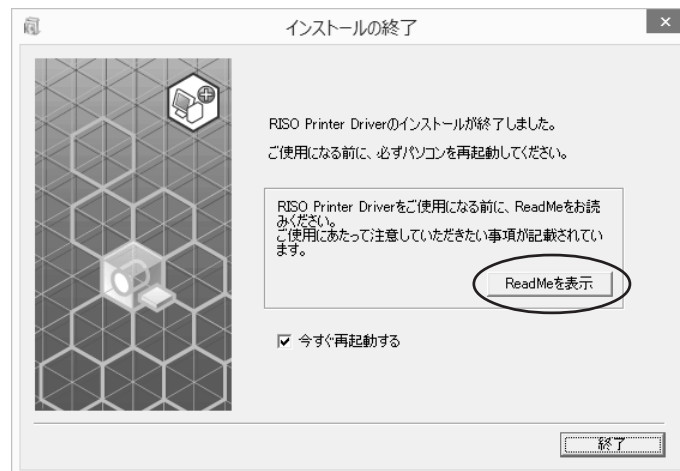 インストールの終了
RISO Printer Driverのインストールが終了しました。
ご使用になる前に、必ずパソコンを再起動してください。
RISO Printer Driverをご使用になる前に、ReadMeをお読
みください。
ご使用にあたって注意していただきたい事項が記載されてい
ます。
ReadMeを表示
今すぐ再起動する
終了